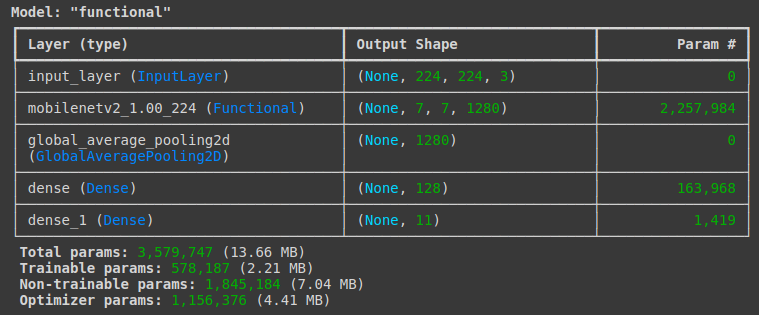 Model: "functional"
Layer (type) Output Shape Param #
input_layer (InputLayer) (None, 224, 224, 3) 0
mobilenetv2_1.00_224 (Functional) (None, 7, 7, 1280) 2,257,984
global_average_pooling2d (None, 1280) 0
(GlobalAveragePooling2D)
dense (Dense) (None, 128) 163,968
dense_1 (Dense) (None, 11) 1,419
Total params: 3,579,747 (13.66 MB)
Trainable params: 578,187 (2.21 MB)
Non-trainable params: 1,845,184 (7.04 MB)
Optimizer params: 1,156,376 (4.41 MB)